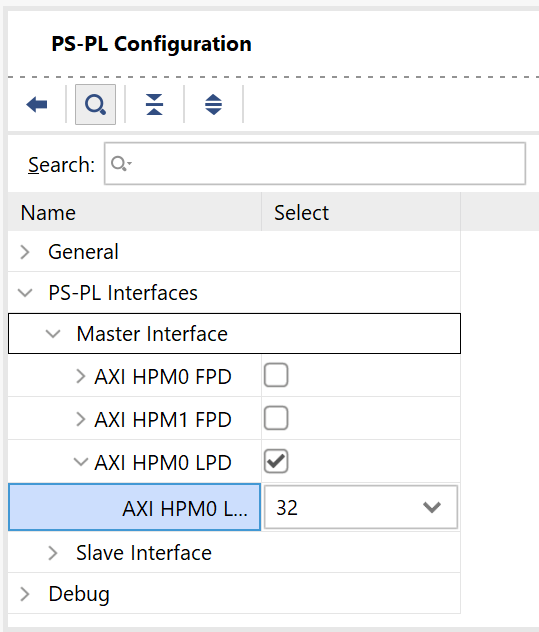 PS-PL Configuration
Search:
Name Select
General
PS-PL Interfaces
Master Interface
AXI HPM0 FPD
AXI HPM1 FPD
AXI HPM0 LPD
AXI HPM0 L... 32
Slave Interface
Debug